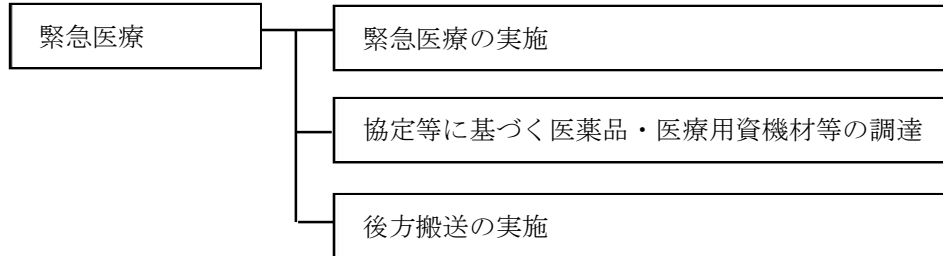 緊急医療
緊急医療の実施
協定等に基づく医薬品・医療用資機材等の調達
後方搬送の実施